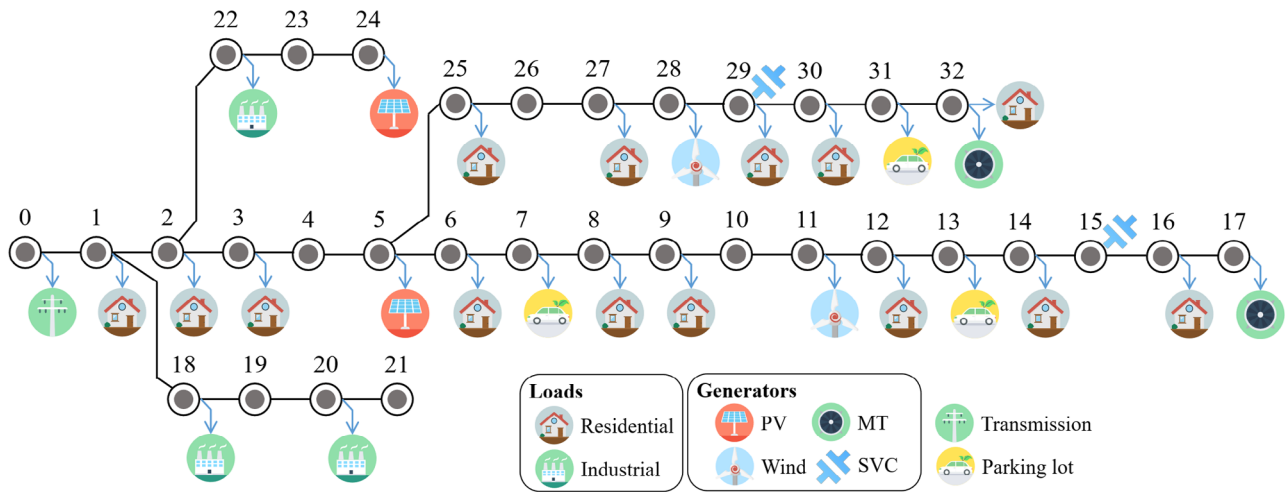 22 23 24
25 26 27 28 29 30 31 32
0 1 2 3 4 5 6 7 8 9 10 11 12 13 14 15 16 17
18 19 20 21
Loads
Residential
Industrial
Generators
PV MT
Wind SVC
Transmission
Parking lot